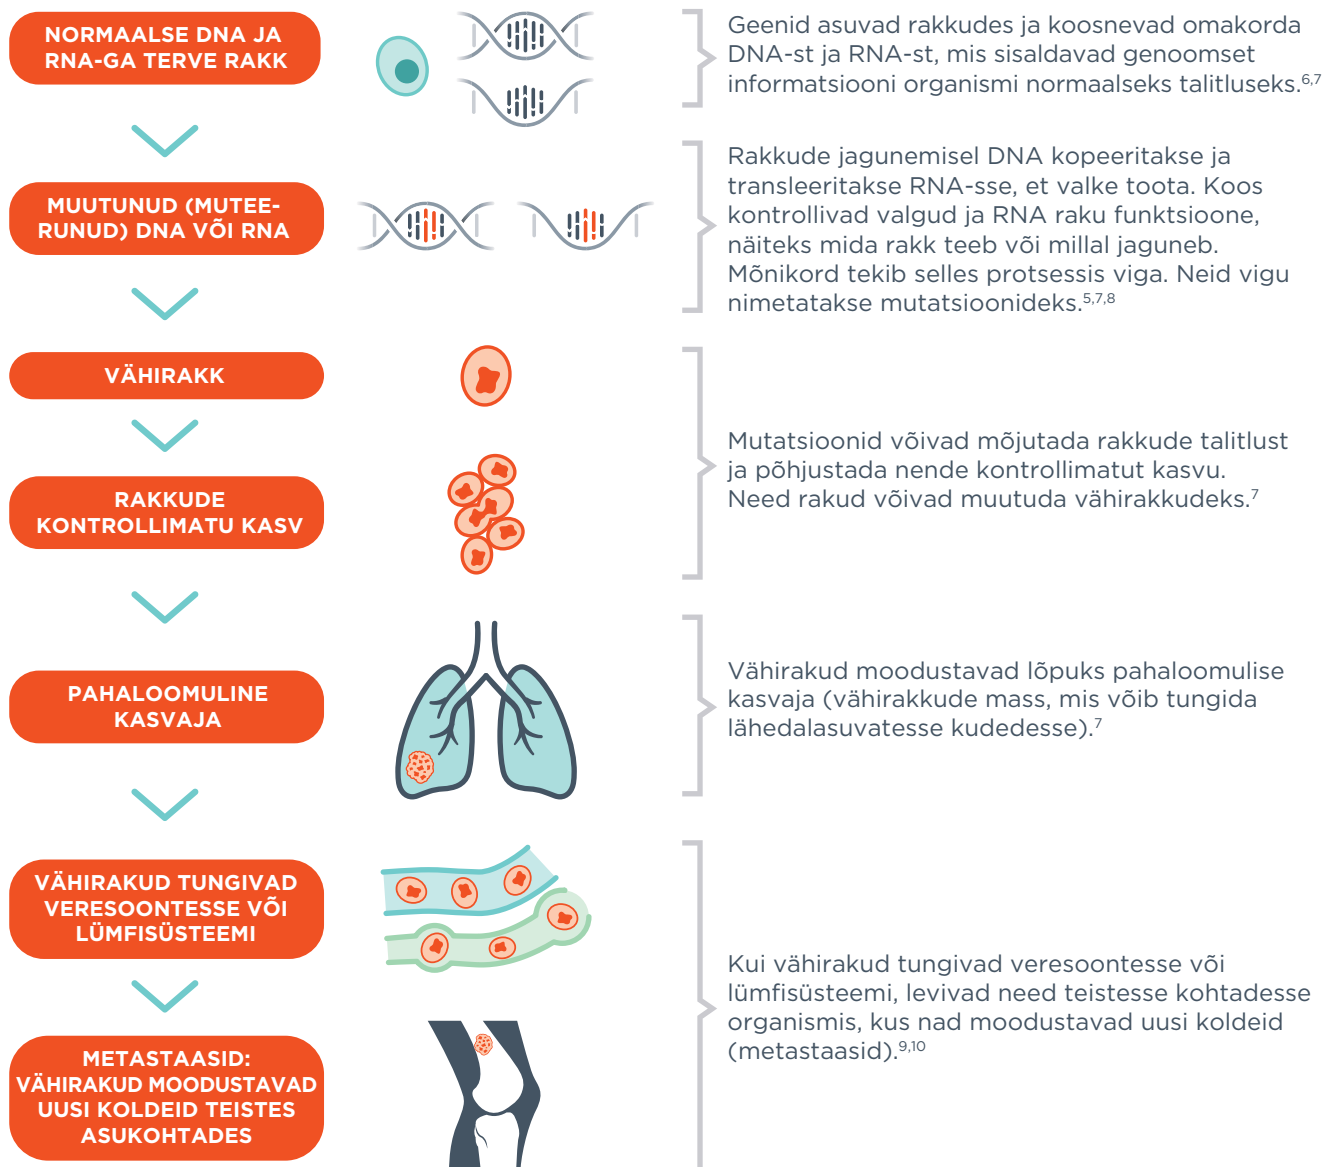 NORMAALSE DNA JA
RNA-GA TERVE RAKK
Geenid asuvad rakkudes ja koosnevad omakorda
DNA-st ja RNA-st, mis sisaldavad genoomset
informatsiooni organismi normaalseks talitluseks.6,7
MUUTUNUD (MUTEE-
RUNUD) DNA VÕI RNA
Rakkude jagunemisel DNA kopeeritakse ja
transleeritakse RNA-sse, et valke toota. Koos
kontrollivad valgud ja RNA raku funktsioone,
näiteks mida rakk teeb või millal jaguneb.
Mõnikord tekib selles protsessis viga. Neid vigu
nimetatakse mutatsioonideks.5,7,8
VÄHIRAKK
RAKKUDE
KONTROLLIMATU KASV
Mutatsioonid võivad mõjutada rakkude talitlust
ja põhjustada nende kontrollimatut kasvu.
Need rakud võivad muutuda vähirakkudeks.7
PAHALOOMULINE
KASVAJA
Vähirakud moodustavad lõpuks pahaloomulise
kasvaja (vähirakkude mass, mis võib tungida
lähedalasuvatesse kudedesse).7
VÄHIRAKUD TUNGIVAD
VERESOONTESSE VÕI
LÜMFISÜSTEEMI
METASTAASID:
VÄHIRAKUD MOODUSTAVAD
UUSI KOLDEID TEISTES
ASUKOHTADES
Kui vähirakud tungivad veresoontesse või
lümfisüsteemi, levivad need teistesse kohtadesse
organismis, kus nad moodustavad uusi koldeid
(metastaasid).9,10